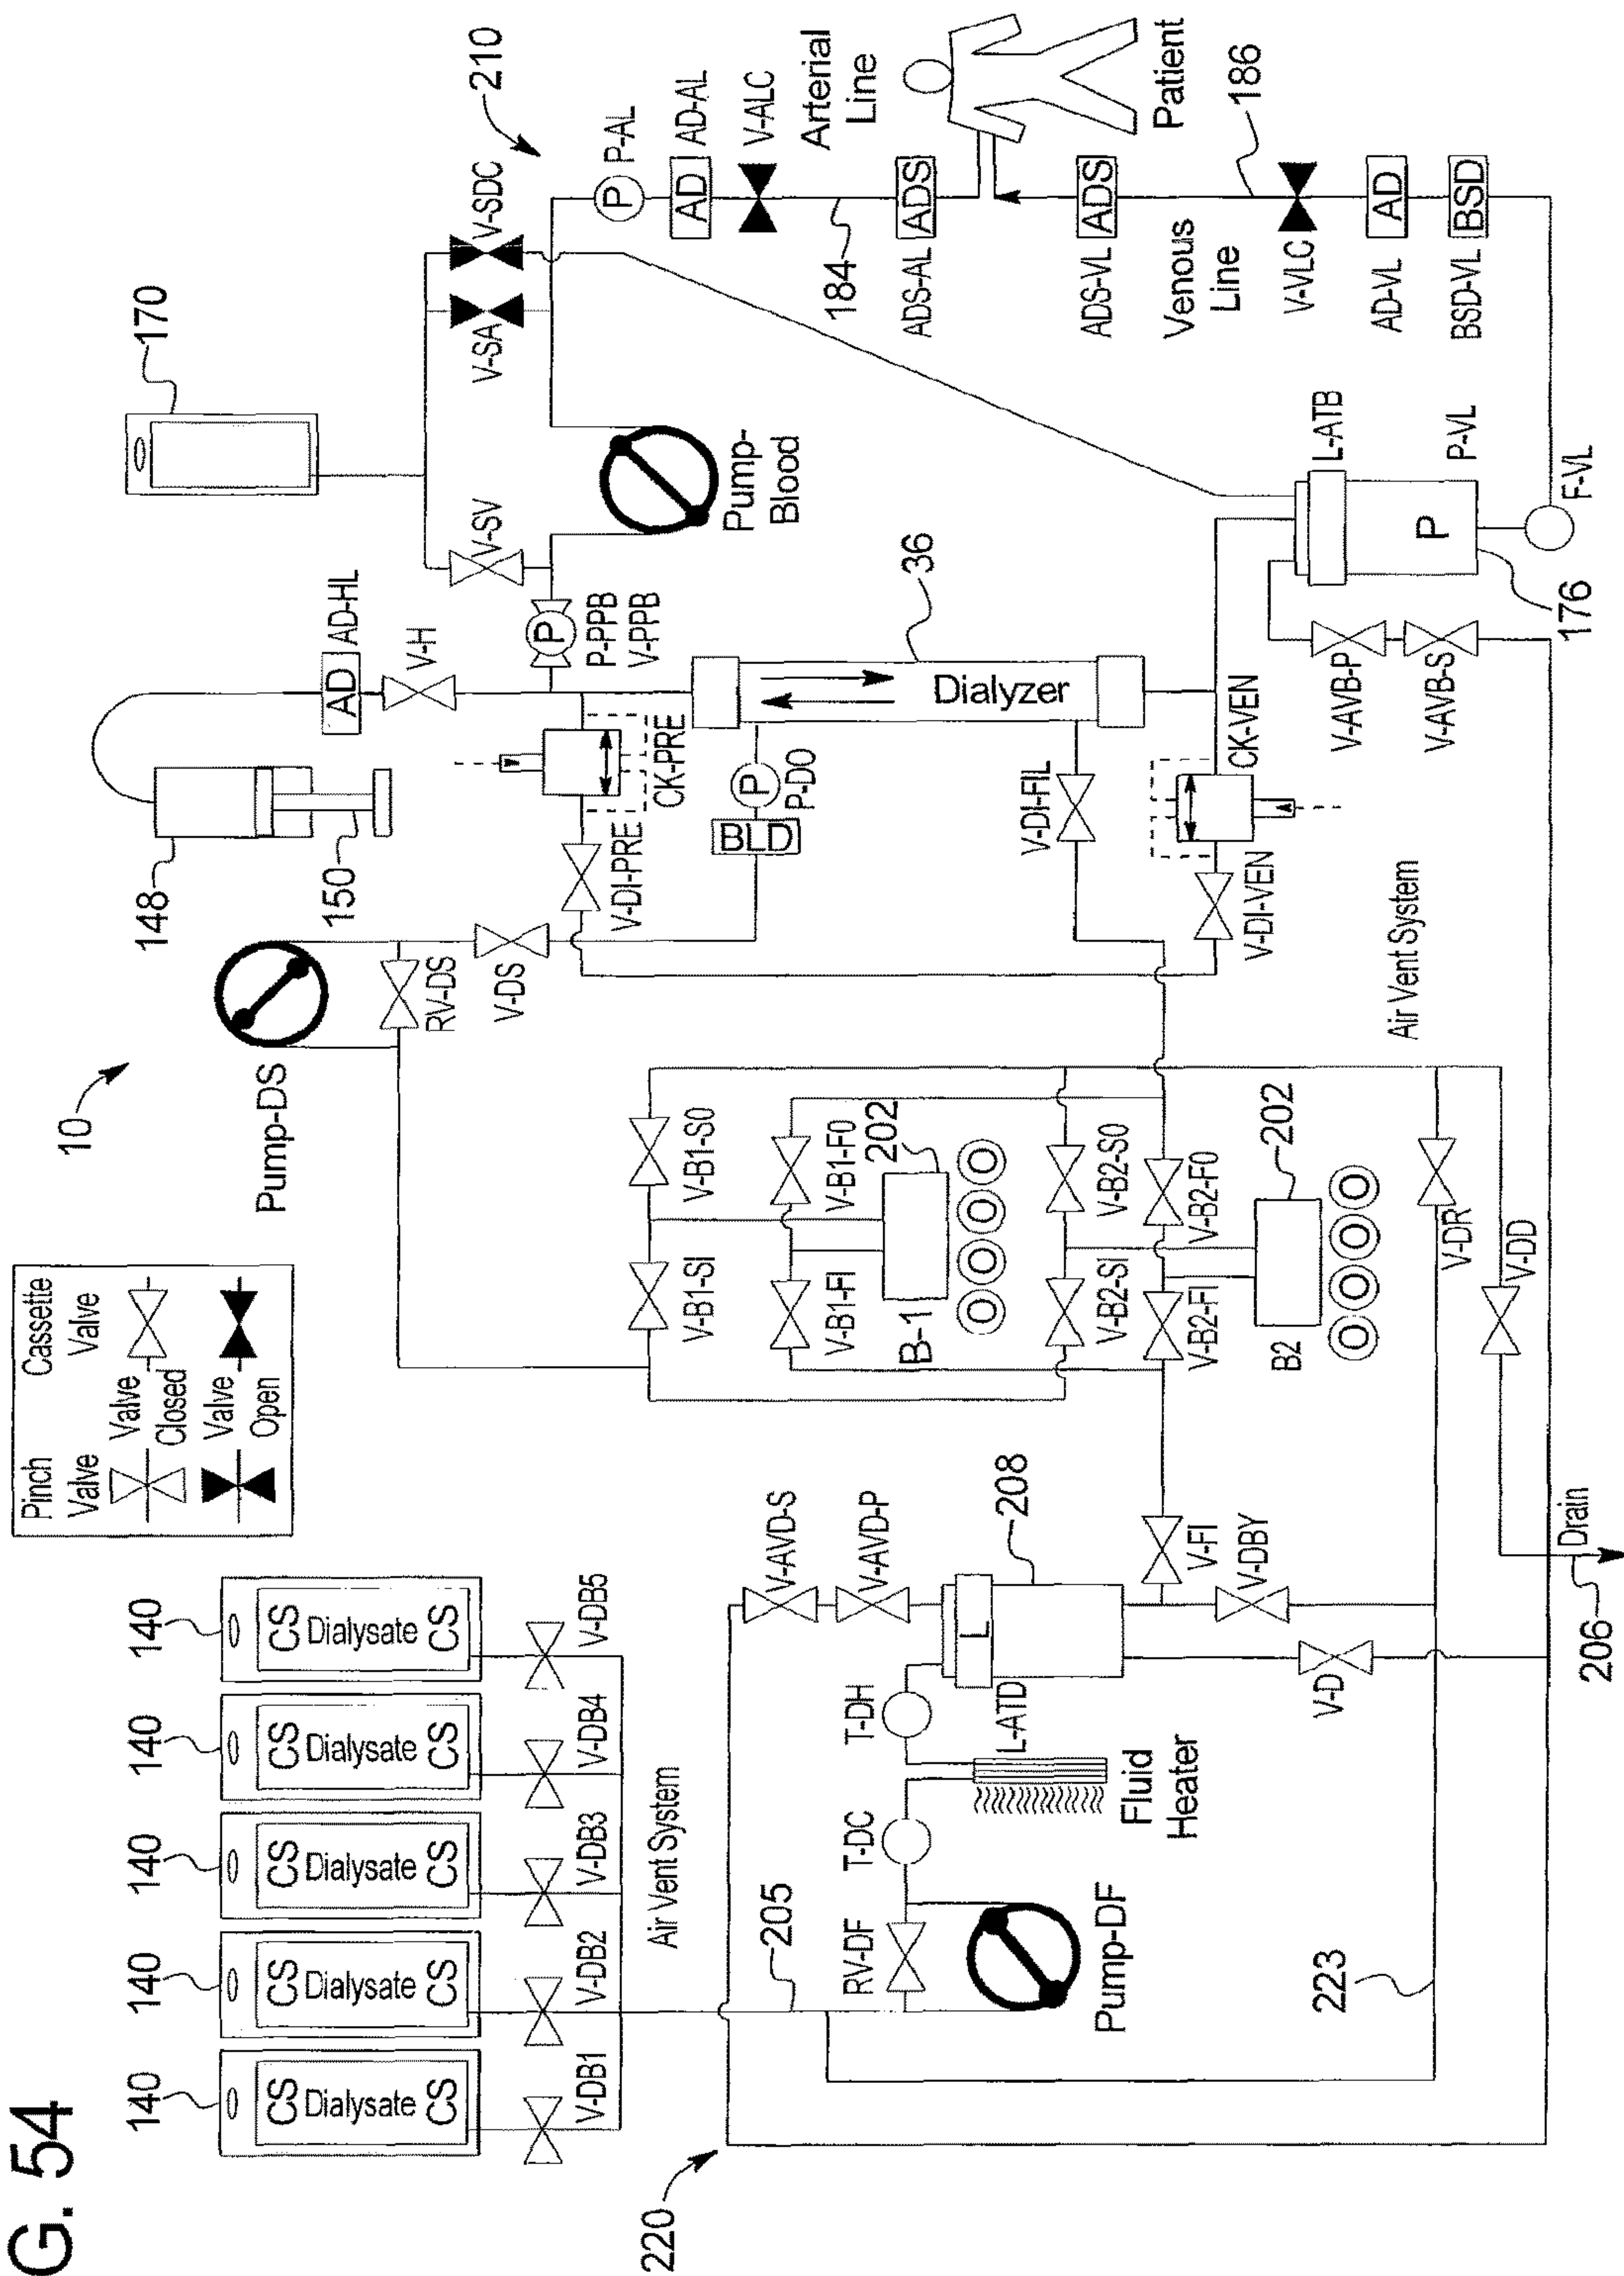 G. 54
Pinch Valve
Cassette Valve
Valve Closed
Valve Open
10
140
140
140
140
140
CS Dialysate CS
CS Dialysate CS
CS Dialysate CS
CS Dialysate CS
CS Dialysate CS
V-DB1
V-DB2
V-DB3
V-DB4
V-DB5
Air Vent System
220
205
RV-DF
Pump-DF
T-DC
T-DH
Fluid Heater
L-ATD
L
208
V-AVD-S
V-AVD-P
V-FI
V-DBY
V-D
223
206
Drain
Pump-DS
RV-DS
V-DS
V-B1-SI
V-B1-S0
V-B1-FI
V-B1-F0
202
B-1
O O O O
V-B2-SI
V-B2-S0
V-B2-FI
V-B2-F0
202
B2
O O O O
V-DR
V-DD
Air Vent System
148
150
AD
AD-HL
V-H
V-DI-PRE
CK-PRE
BLD
P
P-DO
V-DI-FIL
V-DI-VEN
CK-VEN
Dialyzer
36
P
P-PPB
V-PPB
170
V-SV
V-SA
V-SDC
210
Pump-Blood
P
P-AL
AD
AD-AL
V-ALC
Arterial Line
184
ADS
ADS-AL
Patient
ADS
ADS-VL
Venous Line
186
V-VLC
AD
AD-VL
BSD
BSD-VL
L-ATB
P
P-VL
F-VL
176
V-AVB-P
V-AVB-S